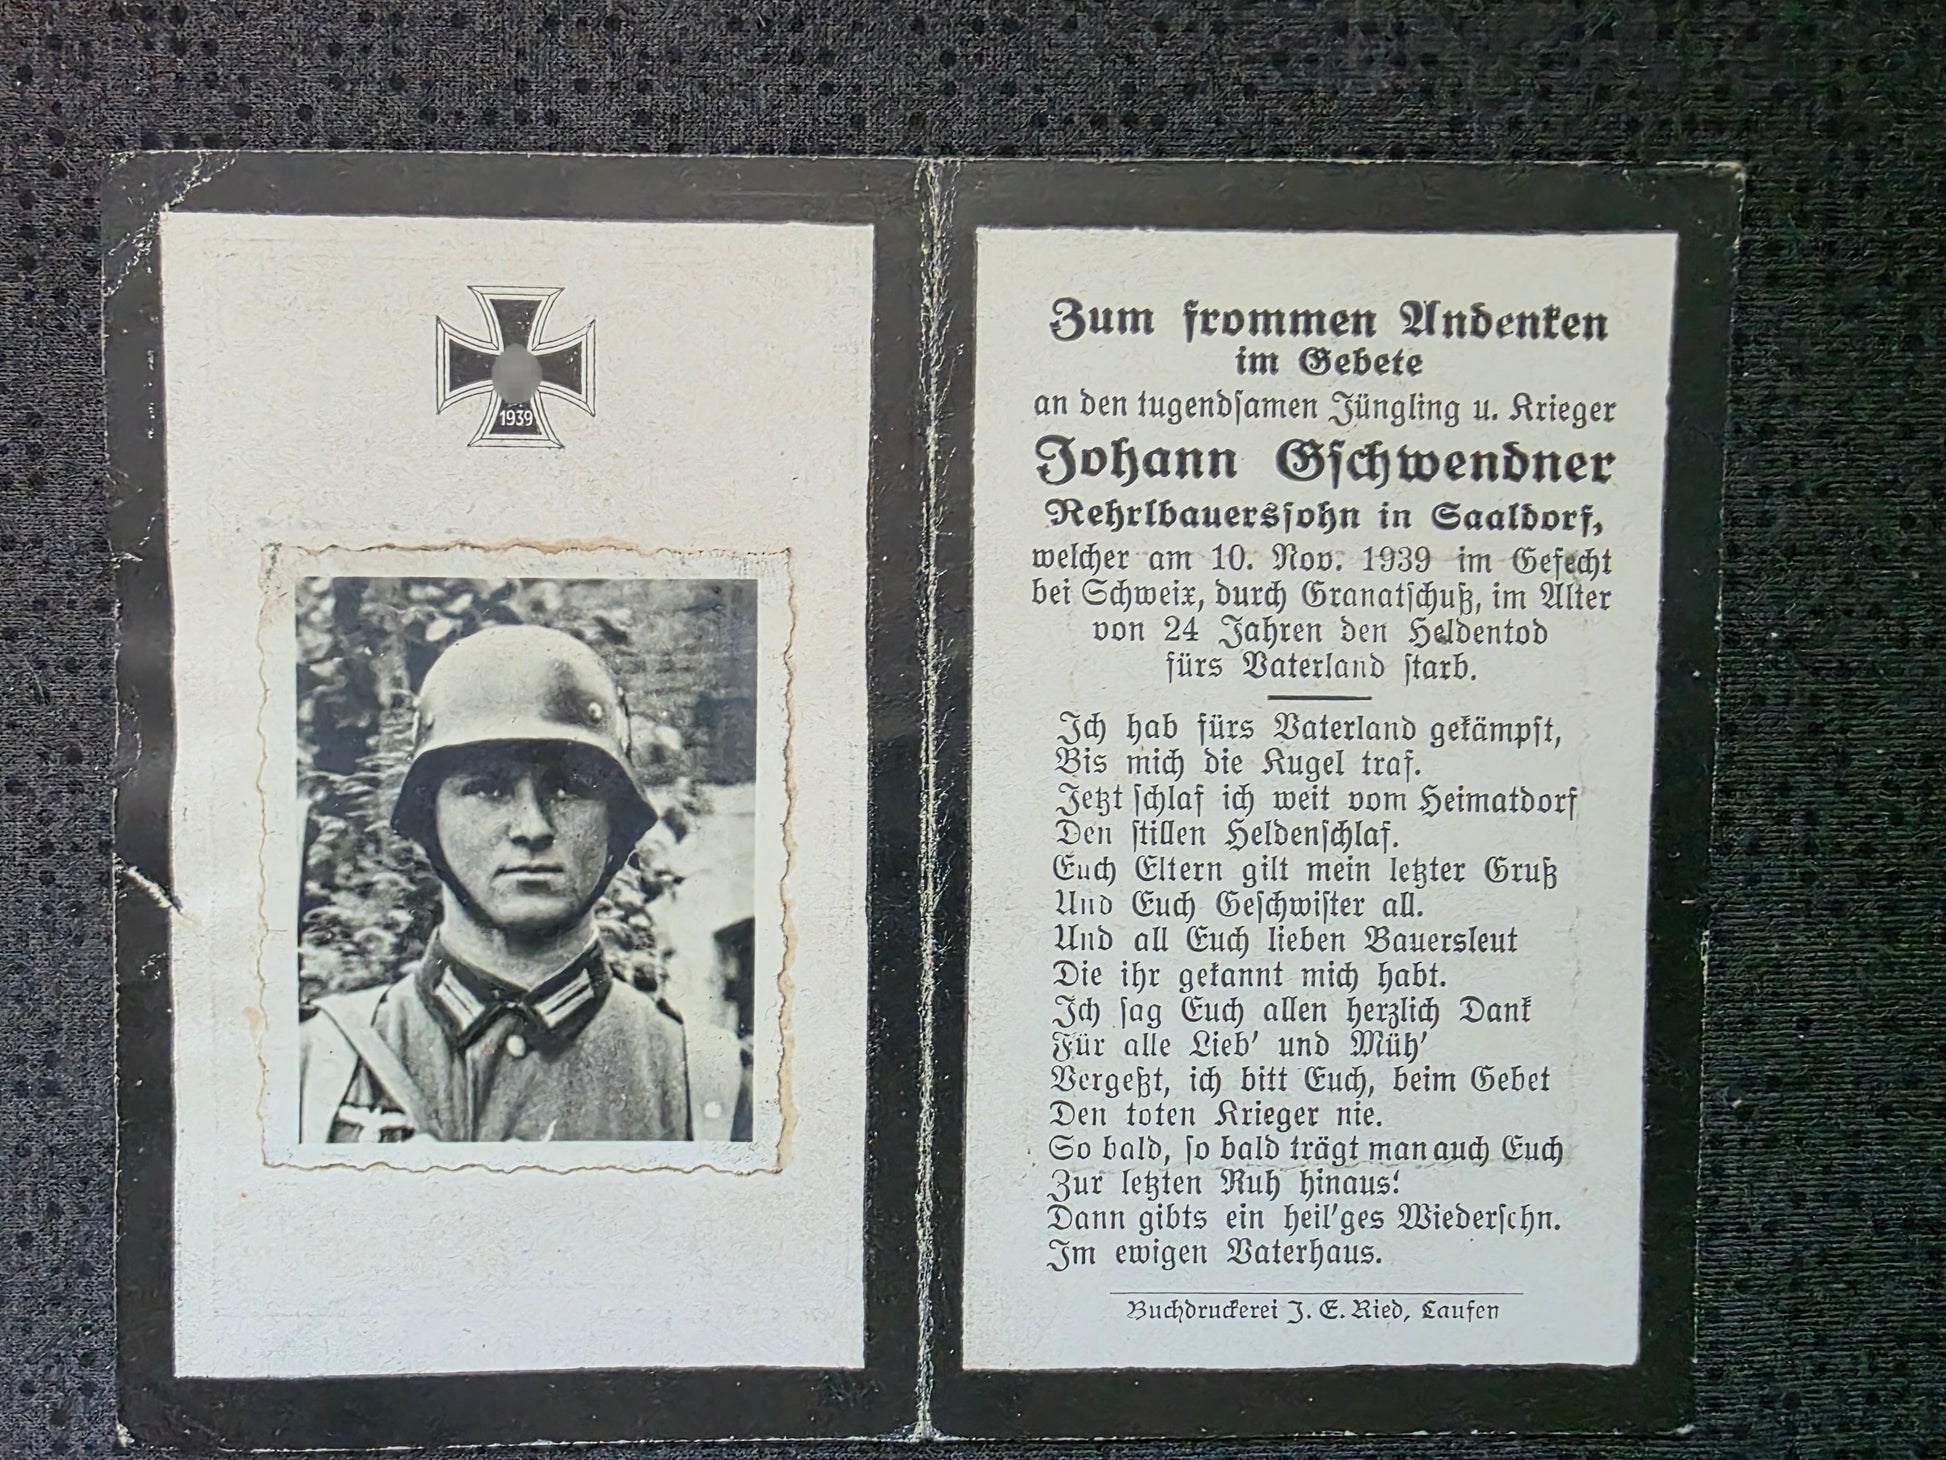 1939
Zum frommen Andenken
im Gebete
an den tugendsamen Jüngling u. Krieger
Johann Gschwendner
Rehrlbauerssohn in Saaldorf,
welcher am 10. Nov. 1939 im Gefecht
bei Schweix, durch Granatschuß, im Alter
von 24 Jahren den Heldentod
fürs Vaterland starb.
Ich hab fürs Vaterland gekämpft,
Bis mich die Kugel traf.
Jetzt schlaf ich weit vom Heimatdorf
Den stillen Heldenschlaf.
Euch Eltern gilt mein letzter Gruß
Und Euch Geschwister all.
Und all Euch lieben Bauersleut
Die ihr gekannt mich habt.
Ich sag Euch allen herzlich Dank
Für alle Lieb' und Müh'
Vergeßt, ich bitt Euch, beim Gebet
Den toten Krieger nie.
So bald, so bald trägt man auch Euch
Zur letzten Ruh hinaus!
Dann gibts ein heil'ges Wiedersehn.
Im ewigen Vaterhaus.
Buchdruckerei J. E. Ried, Laufen